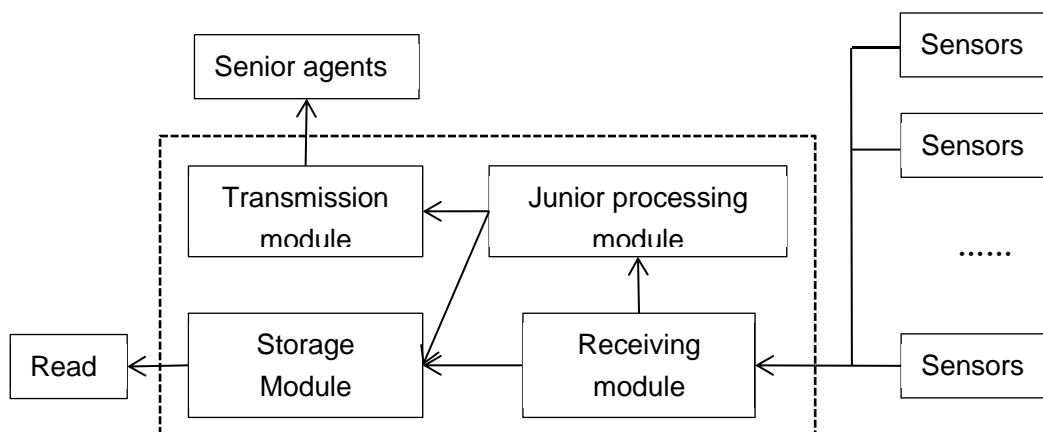 Sensors
Senior agents
Sensors
Transmission
module
Junior processing
module
......
Storage
Module
Receiving
module
Read
Sensors